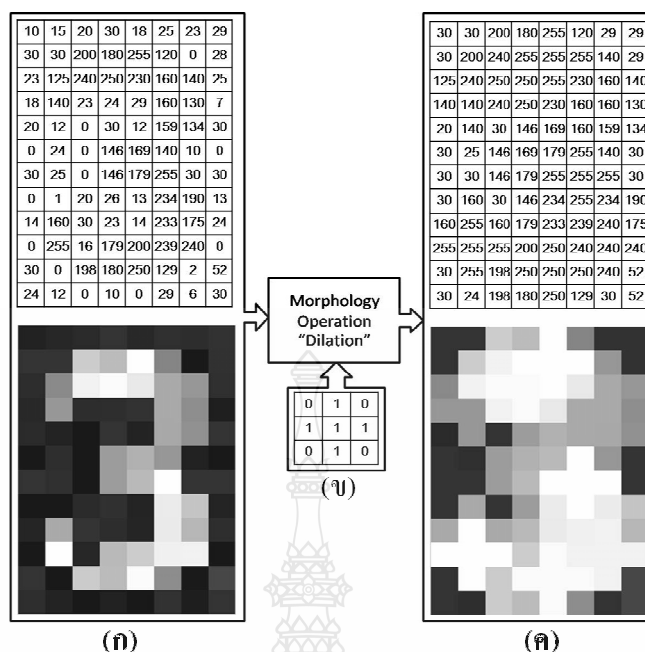 10 15 20 30 18 25 23 29
30 30 200 180 255 120 0 28
23 125 240 250 230 160 140 25
18 140 23 24 29 160 130 7
20 12 0 30 12 159 134 30
0 24 0 146 169 140 10 0
30 25 0 146 179 255 30 30
0 1 20 26 13 234 190 13
14 160 30 23 14 233 175 24
0 255 16 179 200 239 240 0
30 0 198 180 250 129 2 52
24 12 0 10 0 29 6 30
(ก)
Morphology
Operation
“Dilation”
0 1 0
1 1 1
0 1 0
(ข)
30 30 200 180 255 120 29 29
30 200 240 255 255 255 140 29
125 240 250 250 255 230 160 140
140 140 240 250 230 160 160 130
20 140 30 146 169 160 159 134
30 25 146 169 179 255 140 30
30 30 146 179 255 255 255 30
30 160 30 146 234 255 234 190
160 255 160 179 233 239 240 175
255 255 255 200 250 240 240 240
30 255 198 250 250 250 240 52
30 24 198 180 250 129 30 52
(ค)